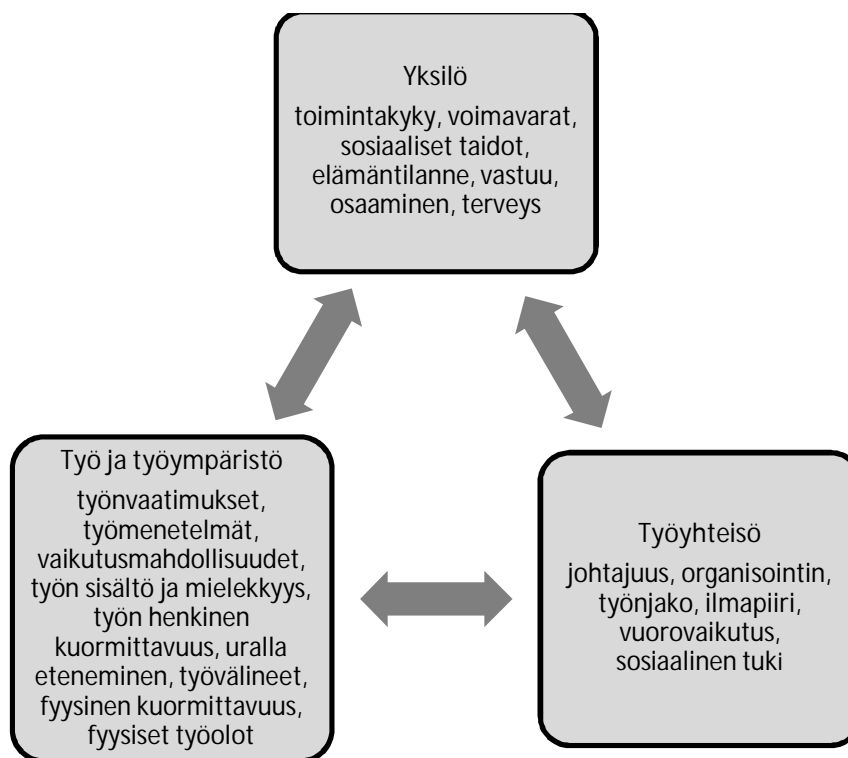 Yksilö
toimintakyky, voimavarat,
sosiaaliset taidot,
elämäntilanne, vastuu,
osaaminen, terveys
Työ ja työympäristö
työnvaatimukset,
työmenetelmät,
vaikutusmahdollisuudet,
työn sisältö ja mielekkyys,
työn henkinen
kuormittavuus, uralla
eteneminen, työvälineet,
fyysinen kuormittavuus,
fyysiset työolot
Työyhteisö
johtajuus, organisointin,
työnjako, ilmapiiri,
vuorovaikutus,
sosiaalinen tuki